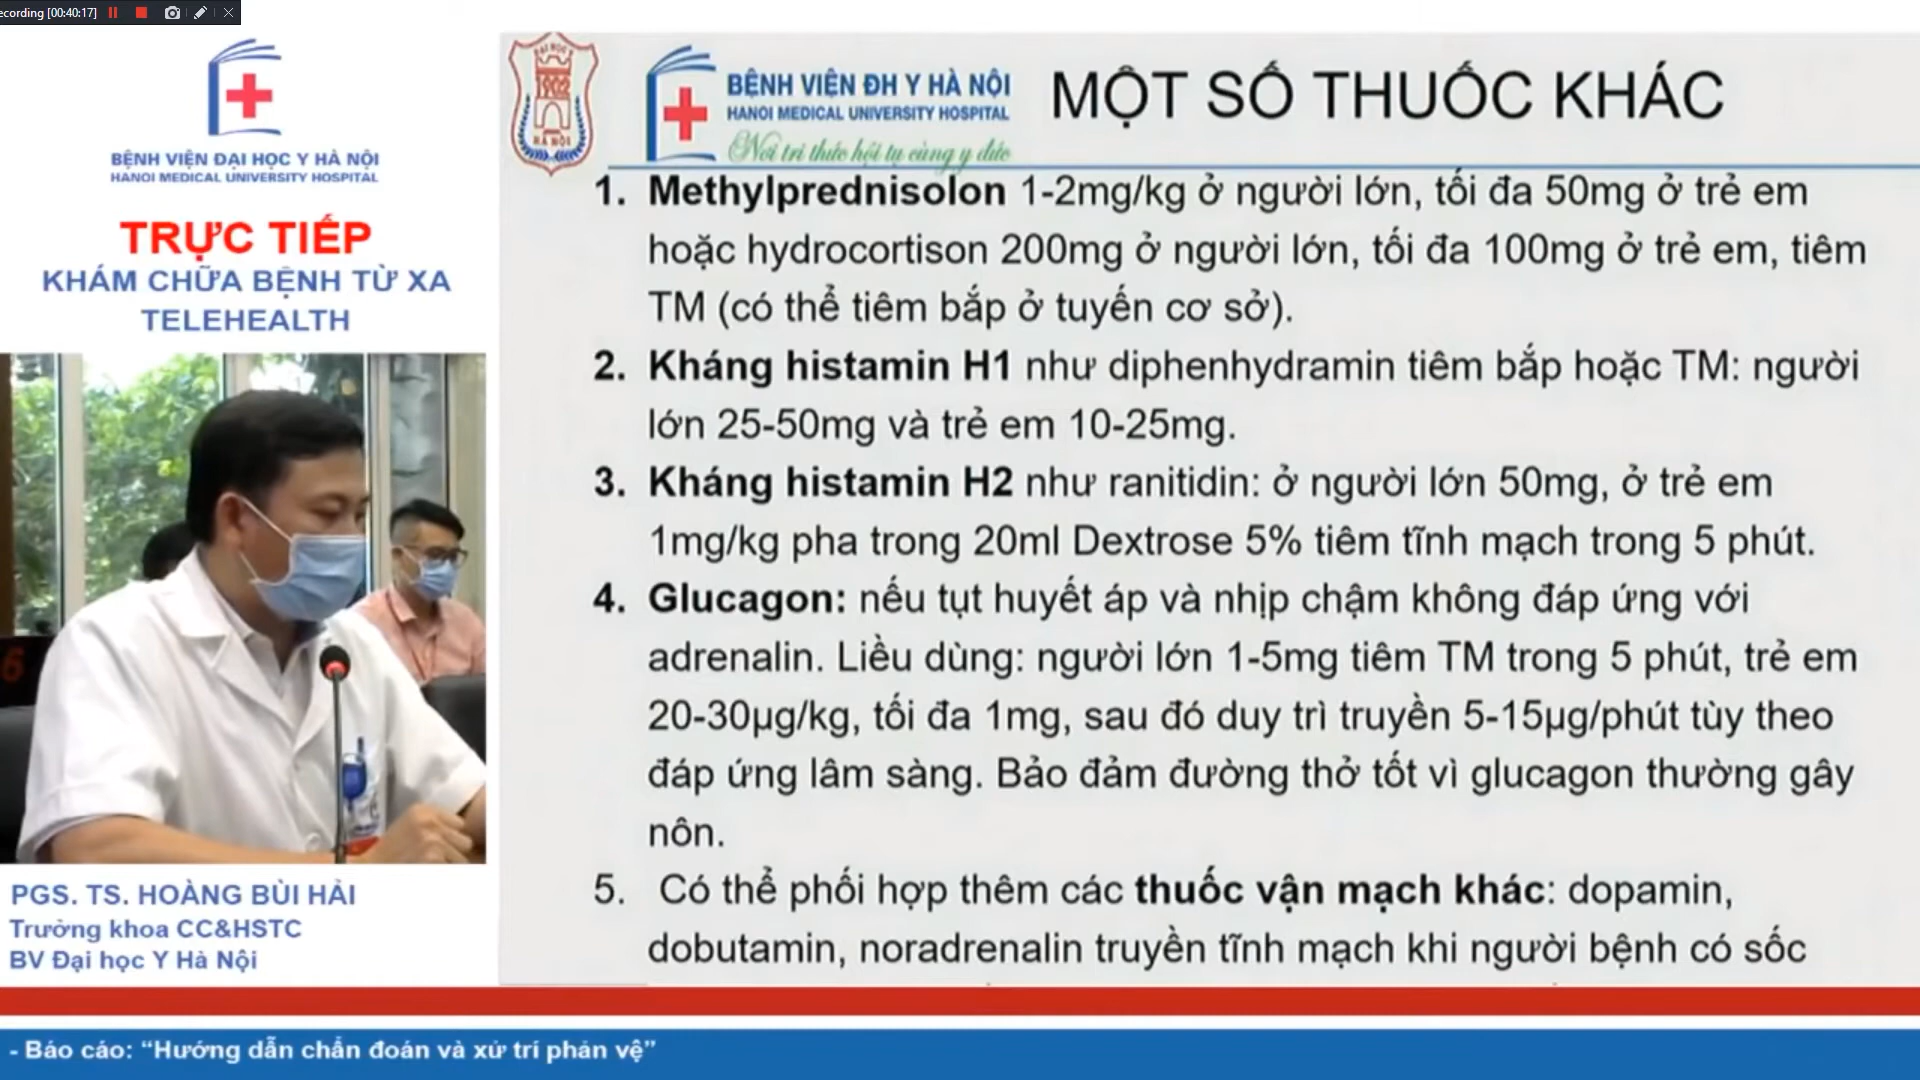 ecording [00:40:17]
BỆNH VIỆN ĐẠI HỌC Y HÀ NỘI
HANOI MEDICAL UNIVERSITY HOSPITAL
TRỰC TIẾP
KHÁM CHỮA BỆNH TỪ XA
TELEHEALTH
PGS. TS. HOÀNG BÙI HẢI
Trưởng khoa CC&HSTC
BV Đại học Y Hà Nội
1902
HÀ NỘI
BỆNH VIỆN ĐH Y HÀ NỘI
HANOI MEDICAL UNIVERSITY HOSPITAL
Nơi tri thức hội tụ cùng y đức
MỘT SỐ THUỐC KHÁC
1. Methylprednisolon 1-2mg/kg ở người lớn, tối đa 50mg ở trẻ em
hoặc hydrocortison 200mg ở người lớn, tối đa 100mg ở trẻ em, tiêm
TM (có thể tiêm bắp ở tuyến cơ sở).
2. Kháng histamin H1 như diphenhydramin tiêm bắp hoặc TM: người
lớn 25-50mg và trẻ em 10-25mg.
3. Kháng histamin H2 như ranitidin: ở người lớn 50mg, ở trẻ em
1mg/kg pha trong 20ml Dextrose 5% tiêm tĩnh mạch trong 5 phút.
4. Glucagon: nếu tụt huyết áp và nhịp chậm không đáp ứng với
adrenalin. Liều dùng: người lớn 1-5mg tiêm TM trong 5 phút, trẻ em
20-30µg/kg, tối đa 1mg, sau đó duy trì truyền 5-15µg/phút tùy theo
đáp ứng lâm sàng. Bảo đảm đường thở tốt vì glucagon thường gây
nôn.
5. Có thể phối hợp thêm các thuốc vận mạch khác: dopamin,
dobutamin, noradrenalin truyền tĩnh mạch khi người bệnh có sốc
- Báo cáo: “Hướng dẫn chẩn đoán và xử trí phản vệ”